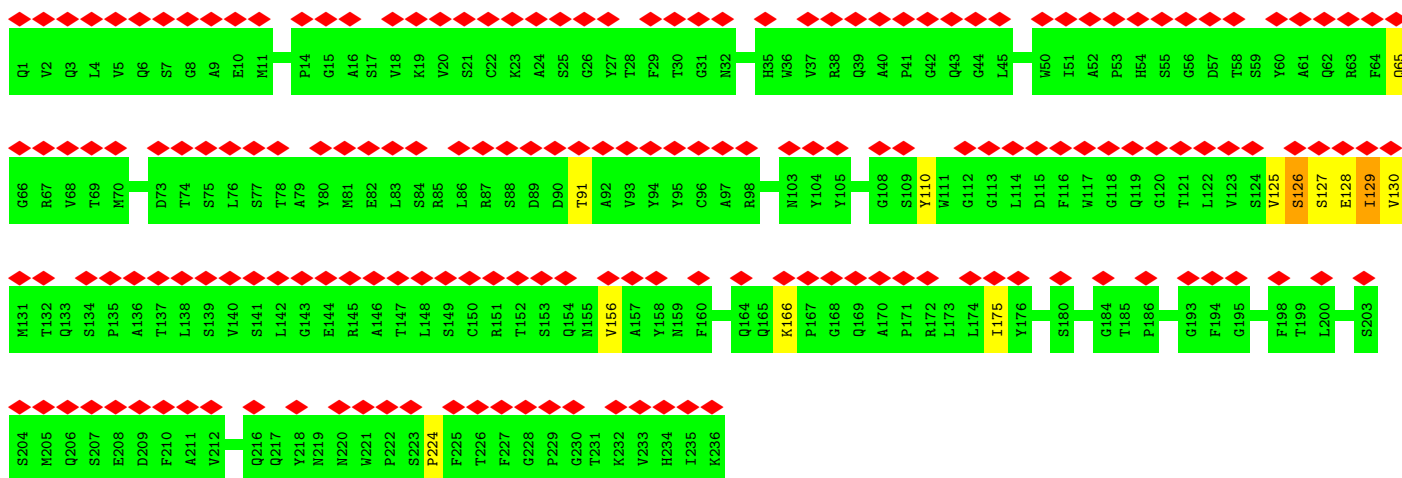 Q1 V2 Q3 L4 V5 Q6 S7 G8 A9 E10 M11 P14 G15 A16 S17 V18 K19 V20 S21 C22 K23 A24 S25 G26 Y27 T28 F29 T30 G31 N32 H35 W36 V37 R38 Q39 A40 P41 G42 Q43 G44 L45 W50 I51 A52 P53 H54 S55 G56 D57 T58 S59 Y60 A61 Q62 R63 F64 Q65
G66 R67 V68 T69 M70 D73 T74 S75 L76 S77 T78 A79 Y80 M81 E82 L83 S84 R85 L86 R87 S88 D89 D90 T91 A92 V93 Y94 Y95 C96 A97 R98 N103 Y104 Y105 G108 S109 Y110 W111 G112 G113 L114 D115 F116 W117 G118 Q119 G120 T121 L122 V123 S124 V125 S126 S127 E128 I129 V130
M131 T132 Q133 S134 P135 A136 T137 L138 S139 V140 S141 L142 G143 E144 R145 A146 T147 L148 S149 C150 R151 T152 S153 Q154 N155 V156 A157 Y158 N159 F160 Q164 Q165 K166 P167 G168 Q169 A170 P171 R172 L173 L174 I175 Y176 S180 G184 T185 P186 G193 F194 G195 F198 T199 L200 S203
S204 M205 Q206 S207 E208 D209 F210 A211 V212 Q216 Q217 Y218 N219 N220 W221 P222 S223 P224 F225 T226 F227 G228 P229 G230 T231 K232 V233 H234 I235 K236